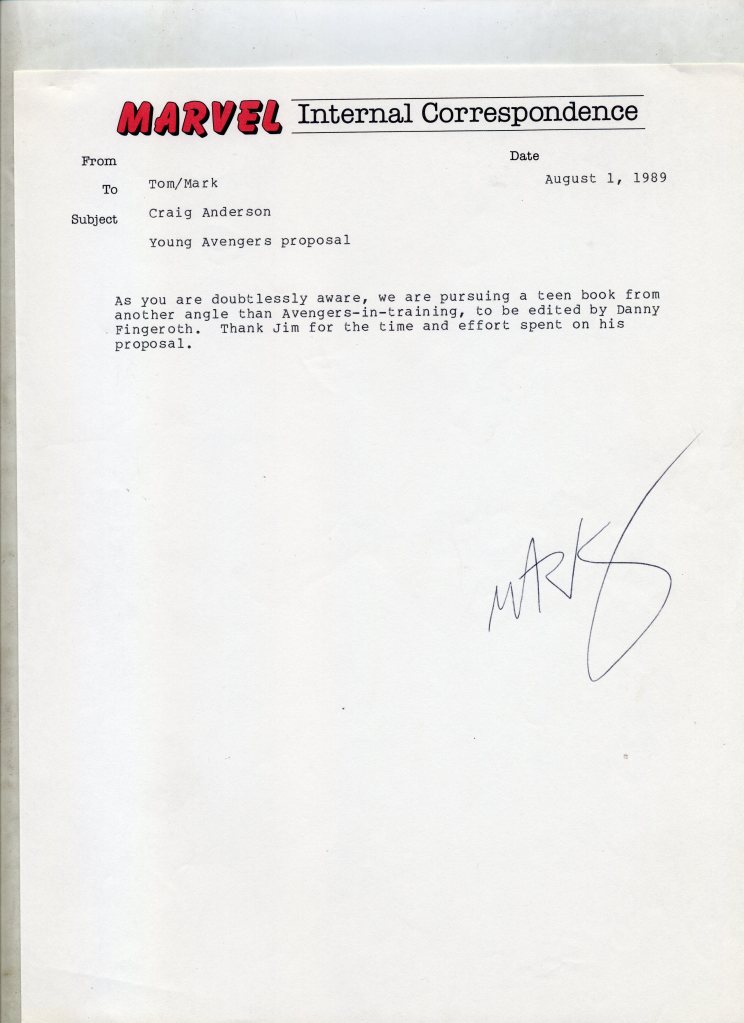 MARVEL Internal Correspondence
From
Date
Tom/Mark
August 1, 1989
To
Craig Anderson
Subject
Young Avengers proposal
As you are doubtlessly aware, we are pursuing a teen book from
another angle than Avengers-in-training, to be edited by Danny
Fingeroth.  Thank Jim for the time and effort spent on his
proposal.
MARK